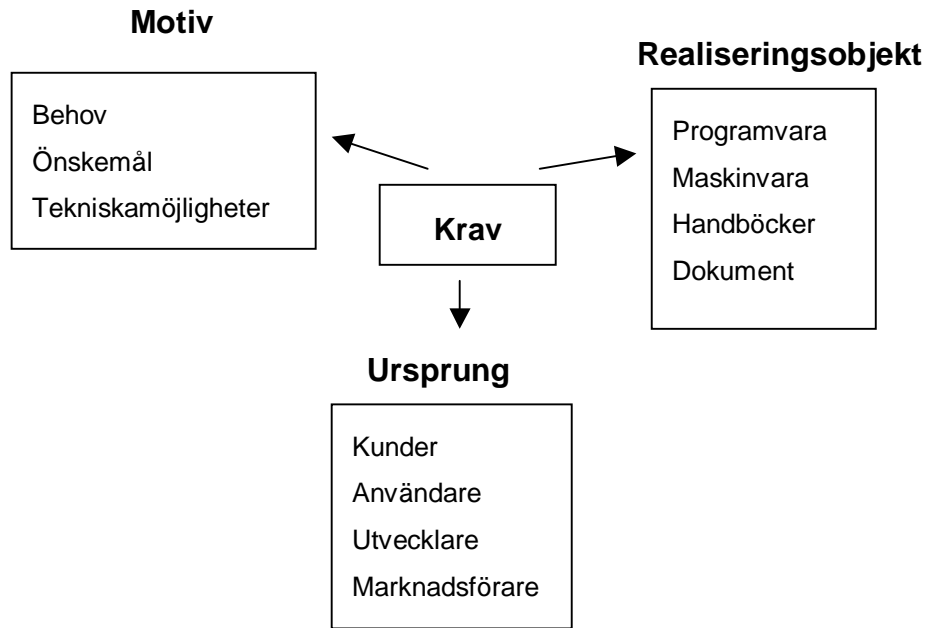 Motiv
Behov
Önskemål
Tekniskamöjligheter
Realiseringsobjekt
Programvara
Maskinvara
Handböcker
Dokument
Krav
Ursprung
Kunder
Användare
Utvecklare
Marknadsförare